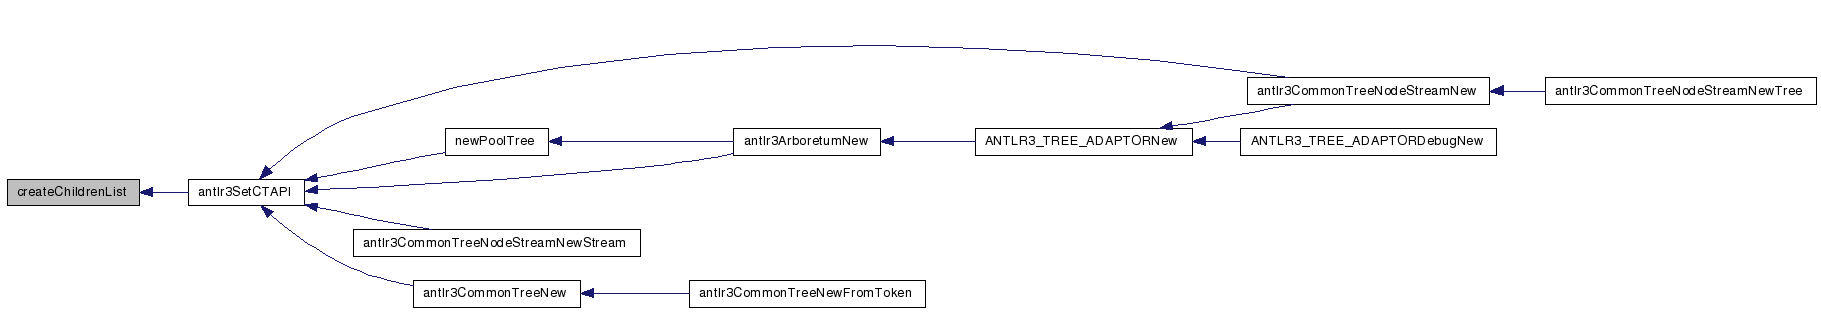 antlr3CommonTreeNodeStreamNew
antlr3CommonTreeNodeStreamNewTree
newPoolTree
antlr3ArboretumNew
ANTLR3_TREE_ADAPTORNew
ANTLR3_TREE_ADAPTORDebugNew
createChildrenList
antlr3SetCTAPI
antlr3CommonTreeNodeStreamNewStream
antlr3CommonTreeNew
antlr3CommonTreeNewFromToken